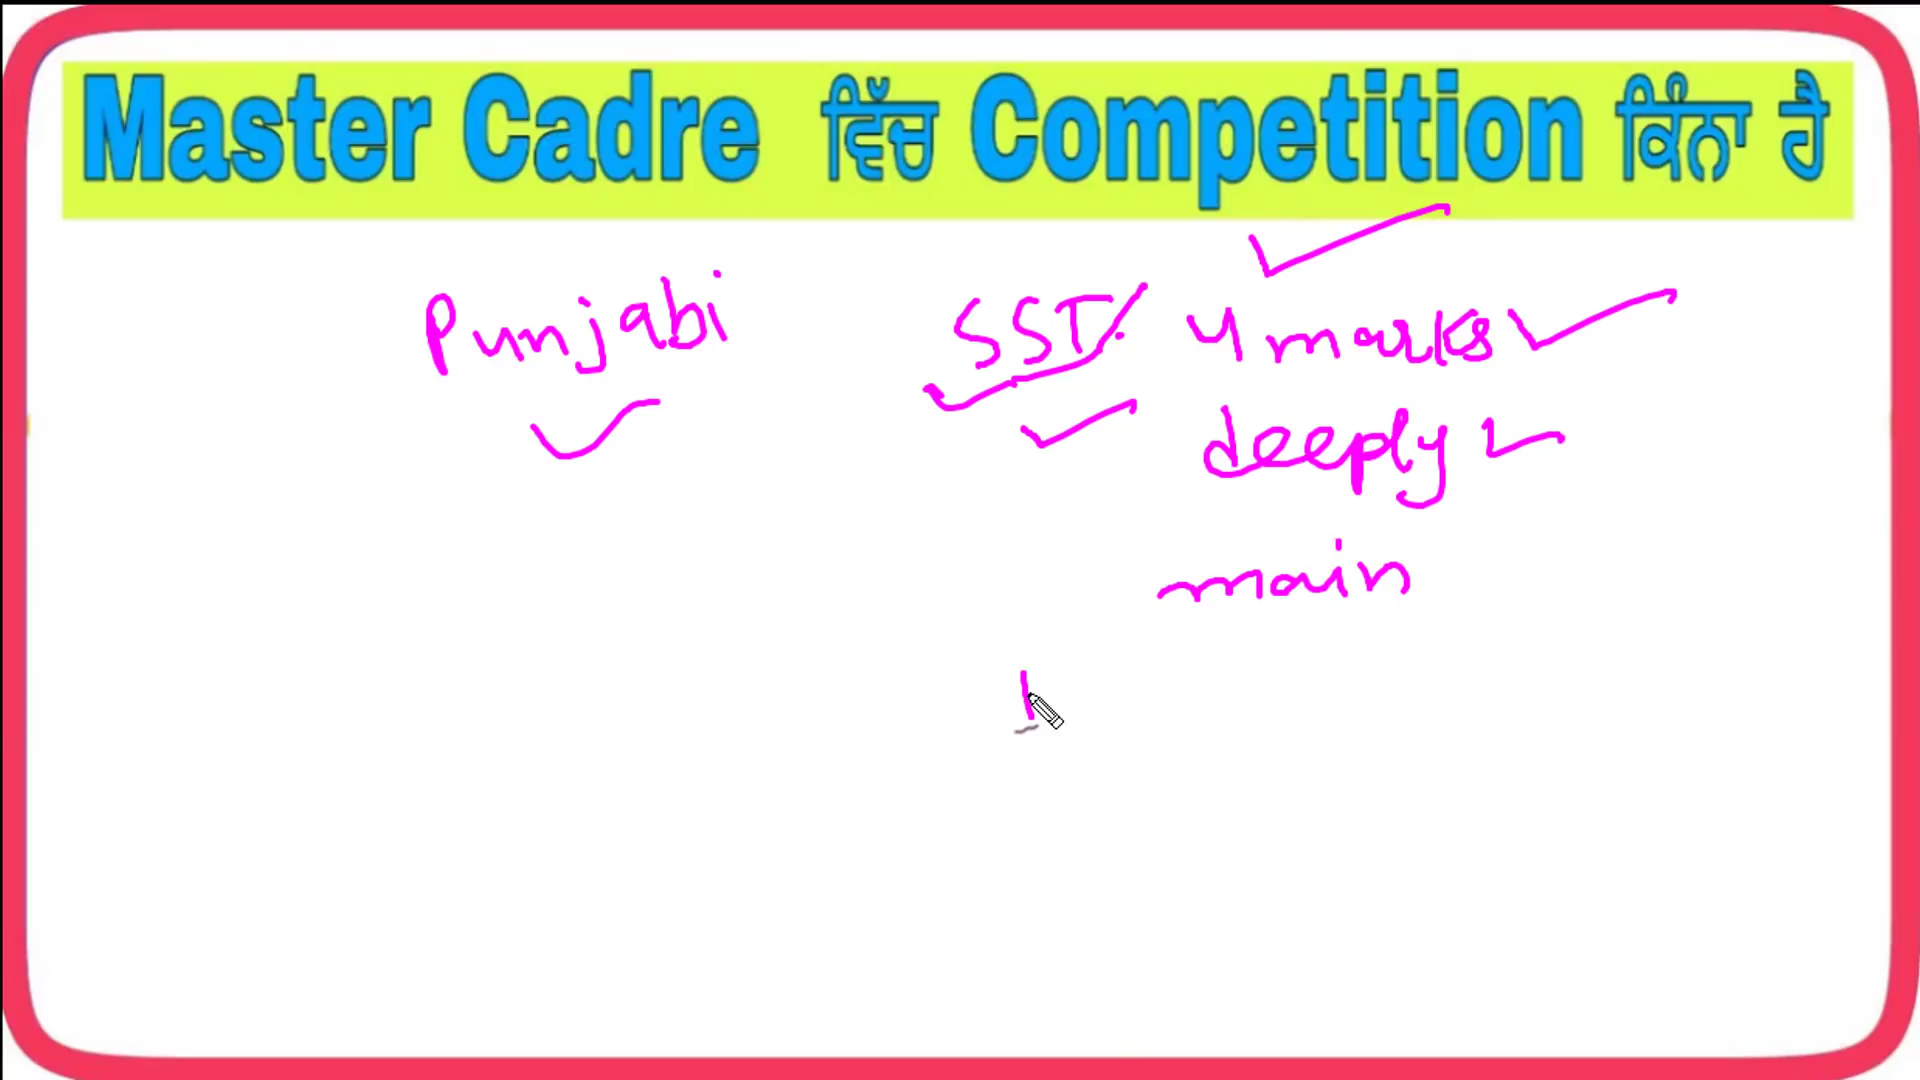 Master Cadre ਵਿੱਚ Competition ਕਿੰਨਾ ਹੈ
Punjabi SST. 4 marks
deeply
main